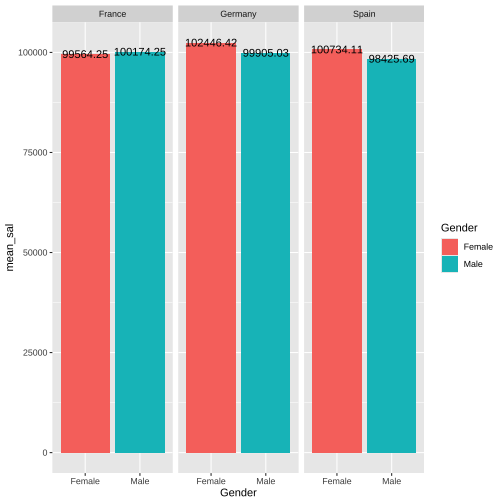 France Germany Spain
99564.25 100174.25 102446.42 99905.03 100734.11 98425.69
100000
75000
50000
25000
0
mean_sal
Female Male Female Male Female Male
Gender
Gender
Female
Male